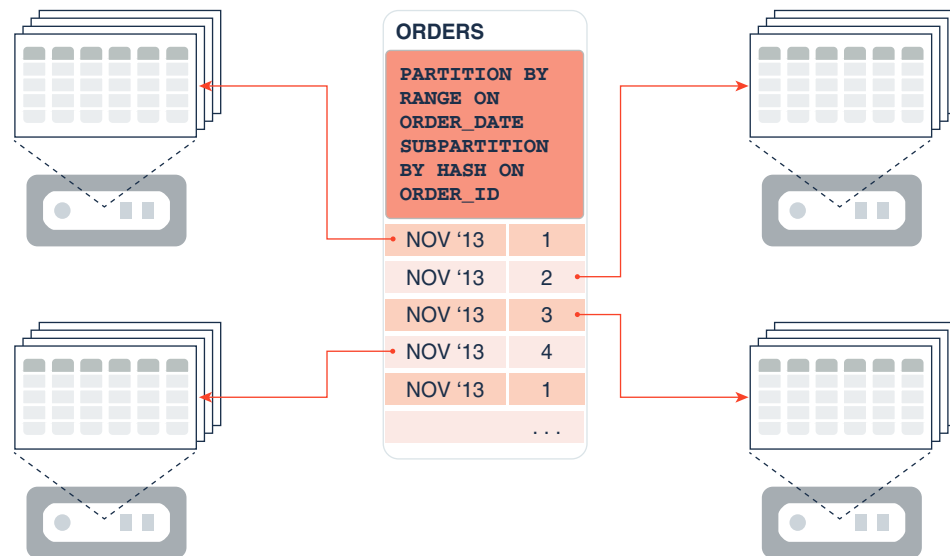 ORDERS
PARTITION BY
RANGE ON
ORDER_DATE
SUBPARTITION
BY HASH ON
ORDER_ID
NOV ‘13 1
NOV ‘13 2
NOV ‘13 3
NOV ‘13 4
NOV ‘13 1
. . .